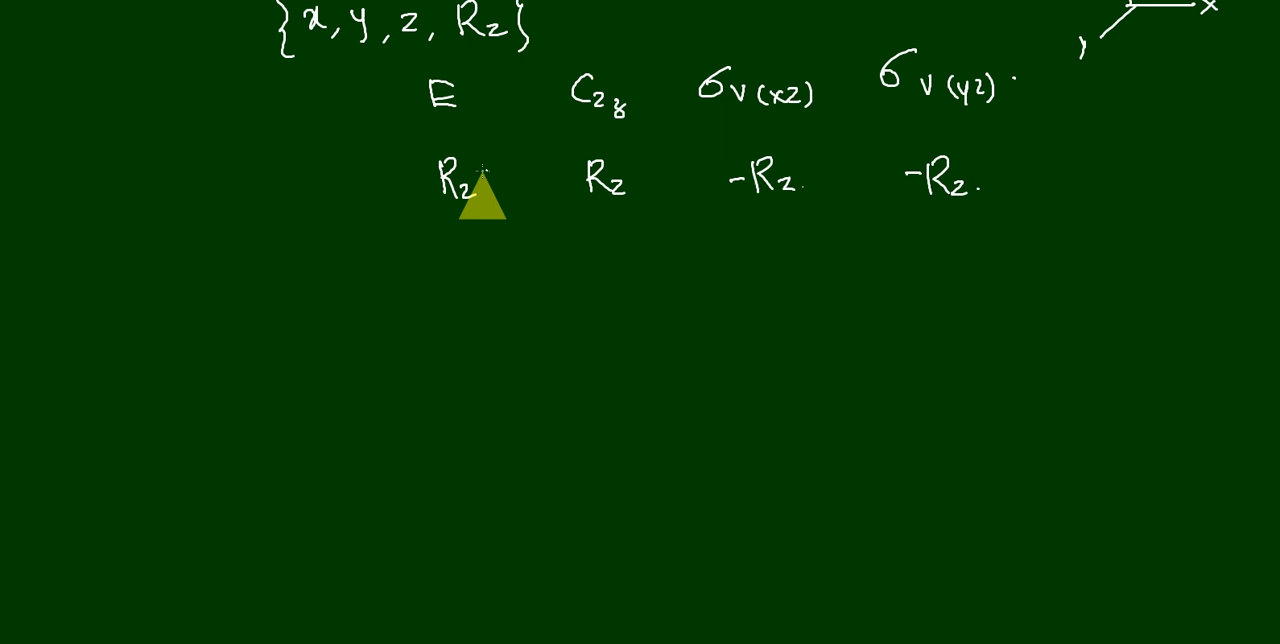 {x, y, z, Rz}
x
y
E C2z σv(xz) σv(yz)
Rz Rz -Rz -Rz